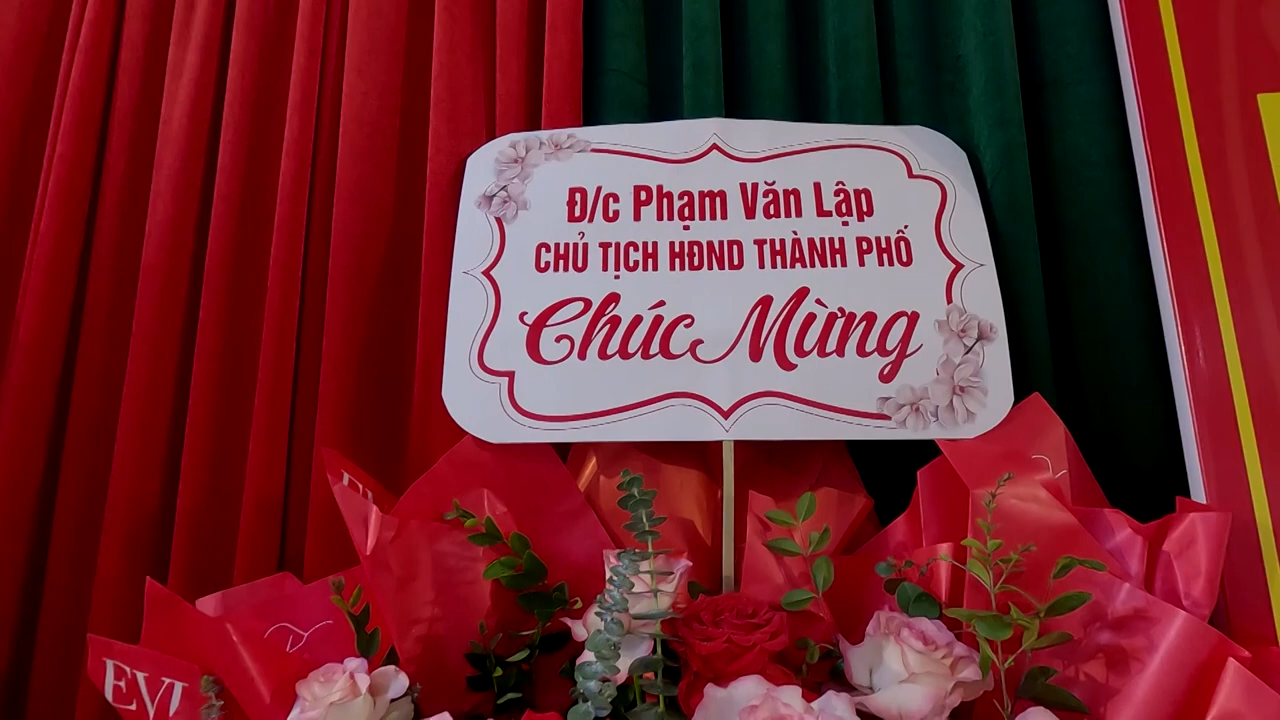 Đ/c Phạm Văn Lập
CHỦ TỊCH HĐND THÀNH PHỐ
Chúc Mừng